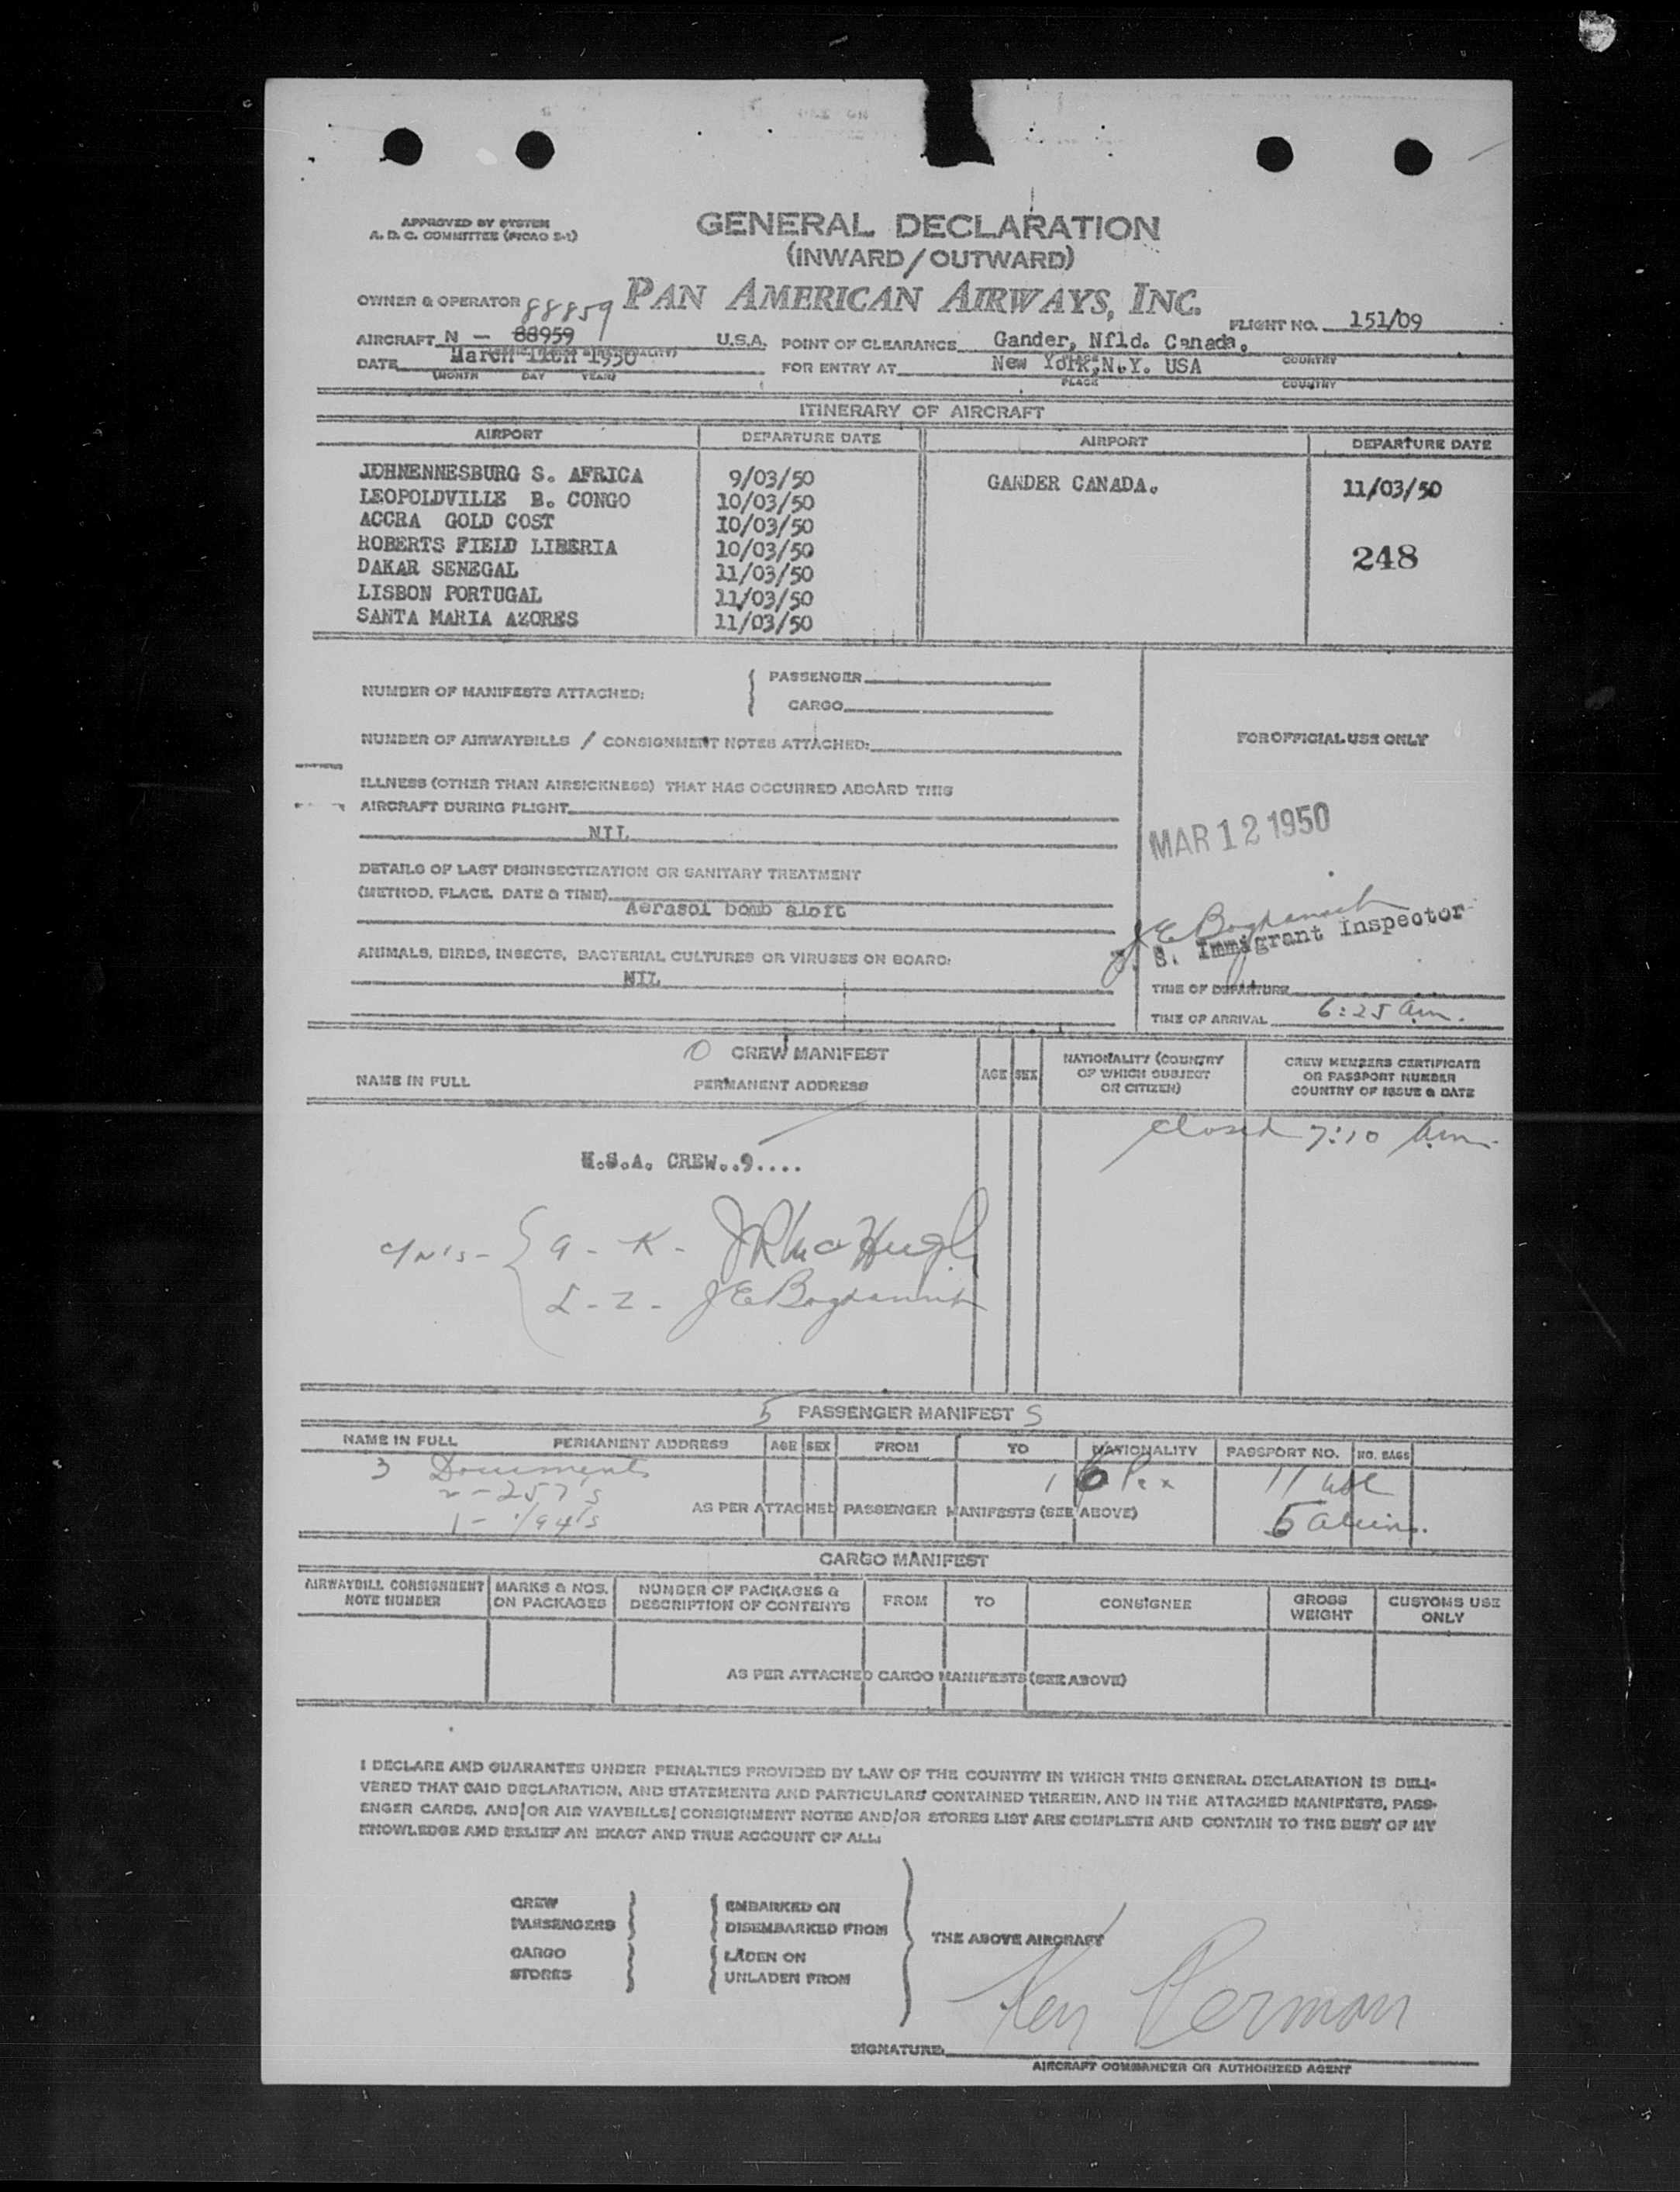 APPROVED BY SYSTEM
A. D. C. COMMITTEE (PICAO S-1)
GENERAL DECLARATION
(INWARD/OUTWARD)
OWNER & OPERATOR PAN AMERICAN AIRWAYS, INC.
88859
FLIGHT NO. 151/09
AIRCRAFT N - 88959 U.S.A. POINT OF CLEARANCE Gander, Nfld. Canada,
DATE March 11th 1950 FOR ENTRY AT New York,N.Y. USA
(MONTH DAY YEAR) PLACE COUNTRY
ITINERARY OF AIRCRAFT
AIRPORT DEPARTURE DATE AIRPORT DEPARTURE DATE
JOHNENNESBURG S. AFRICA 9/03/50 GANDER CANADA. 11/03/50
LEOPOLDVILLE B. CONGO 10/03/50
ACCRA GOLD COST 10/03/50
ROBERTS FIELD LIBERIA 10/03/50 248
DAKAR SENEGAL 11/03/50
LISBON PORTUGAL 11/03/50
SANTA MARIA AZORES 11/03/50
NUMBER OF MANIFESTS ATTACHED: PASSENGER
CARGO
NUMBER OF AIRWAYBILLS / CONSIGNMENT NOTES ATTACHED:
FOR OFFICIAL USE ONLY
ILLNESS (OTHER THAN AIRSICKNESS) THAT HAS OCCURRED ABOARD THIS
AIRCRAFT DURING FLIGHT
NIL
MAR 12 1950
DETAILS OF LAST DISINSECTIZATION OR SANITARY TREATMENT
(METHOD, PLACE, DATE & TIME)
Aerasol bomb aloft
S. Immigrant Inspector
ANIMALS, BIRDS, INSECTS, BACTERIAL CULTURES OR VIRUSES ON BOARD:
NIL
TIME OF DEPARTURE
TIME OF ARRIVAL 6:25 am.
0 CREW MANIFEST
NAME IN FULL PERMANENT ADDRESS AGE SEX NATIONALITY (COUNTRY OF WHICH SUBJECT OR CITIZEN) CREW MEMBERS CERTIFICATE OR PASSPORT NUMBER COUNTRY OF ISSUE & DATE
closed 7:10 am.
U.S.A. CREW..9....
a - K - JR McHugh
L - Z - JE
5 PASSENGER MANIFEST S
NAME IN FULL PERMANENT ADDRESS AGE SEX FROM TO NATIONALITY PASSPORT NO. NO. BAGS
3 Documents
2 - 257's
AS PER ATTACHED PASSENGER MANIFESTS (SEE ABOVE)
5 aliens.
CARGO MANIFEST
AIRWAYBILL CONSIGNMENT NOTE NUMBER MARKS & NOS. ON PACKAGES NUMBER OF PACKAGES & DESCRIPTION OF CONTENTS FROM TO CONSIGNEE GROSS WEIGHT CUSTOMS USE ONLY
AS PER ATTACHED CARGO MANIFESTS (SEE ABOVE)
I DECLARE AND GUARANTEE UNDER PENALTIES PROVIDED BY LAW OF THE COUNTRY IN WHICH THIS GENERAL DECLARATION IS DELI-
VERED THAT SAID DECLARATION, AND STATEMENTS AND PARTICULARS CONTAINED THEREIN, AND IN THE ATTACHED MANIFESTS, PASS-
ENGER CARDS, AND/OR AIR WAYBILLS/ CONSIGNMENT NOTES AND/OR STORES LIST ARE COMPLETE AND CONTAIN TO THE BEST OF MY
KNOWLEDGE AND BELIEF AN EXACT AND TRUE ACCOUNT OF ALL:
CREW EMBARKED ON
PASSENGERS DISEMBARKED FROM
THE ABOVE AIRCRAFT
CARGO LADEN ON
STORES UNLADEN FROM
Ken Perman
SIGNATURE
AIRCRAFT COMMANDER OR AUTHORIZED AGENT